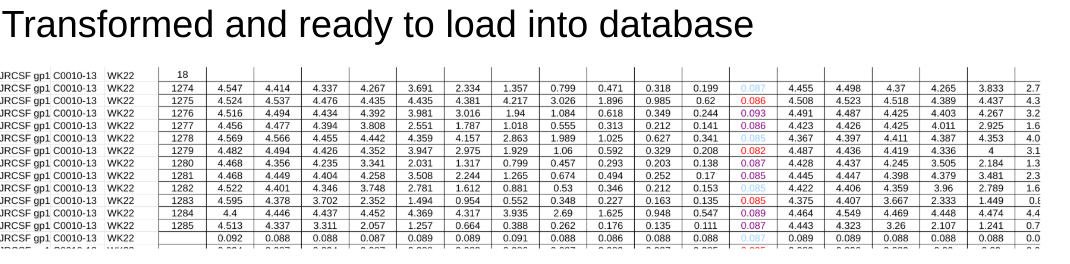 Transformed and ready to load into database
JRCSF gp1 C0010-13 WK22 18
JRCSF gp1 C0010-13 WK22 1274 4.547 4.414 4.337 4.267 3.691 2.334 1.357 0.799 0.471 0.318 0.199 0.087 4.455 4.498 4.37 4.265 3.833 2.7
JRCSF gp1 C0010-13 WK22 1275 4.524 4.537 4.476 4.435 4.435 4.381 4.217 3.026 1.896 0.985 0.62 0.086 4.508 4.523 4.518 4.389 4.437 4.3
JRCSF gp1 C0010-13 WK22 1276 4.516 4.494 4.434 4.392 3.981 3.016 1.94 1.084 0.618 0.349 0.244 0.093 4.491 4.487 4.425 4.403 4.267 3.2
JRCSF gp1 C0010-13 WK22 1277 4.456 4.477 4.394 3.808 2.551 1.787 1.018 0.555 0.313 0.212 0.141 0.086 4.423 4.426 4.425 4.011 2.925 1.6
JRCSF gp1 C0010-13 WK22 1278 4.569 4.566 4.455 4.442 4.359 4.157 2.863 1.989 1.025 0.627 0.341 0.085 4.367 4.397 4.411 4.387 4.353 4.0
JRCSF gp1 C0010-13 WK22 1279 4.482 4.494 4.426 4.352 3.947 2.975 1.929 1.06 0.592 0.329 0.208 0.082 4.487 4.436 4.419 4.336 4 3.1
JRCSF gp1 C0010-13 WK22 1280 4.468 4.356 4.235 3.341 2.031 1.317 0.799 0.457 0.293 0.203 0.138 0.087 4.428 4.437 4.245 3.505 2.184 1.3
JRCSF gp1 C0010-13 WK22 1281 4.468 4.449 4.404 4.258 3.508 2.244 1.265 0.674 0.494 0.252 0.17 0.085 4.445 4.447 4.398 4.379 3.481 2.3
JRCSF gp1 C0010-13 WK22 1282 4.522 4.401 4.346 3.748 2.781 1.612 0.881 0.53 0.346 0.212 0.153 0.085 4.422 4.406 4.359 3.96 2.789 1.6
JRCSF gp1 C0010-13 WK22 1283 4.595 4.378 3.702 2.352 1.494 0.954 0.552 0.348 0.227 0.163 0.135 0.085 4.375 4.407 3.667 2.333 1.449 0.8
JRCSF gp1 C0010-13 WK22 1284 4.4 4.446 4.437 4.452 4.369 4.317 3.935 2.69 1.625 0.948 0.547 0.089 4.464 4.549 4.469 4.448 4.474 4.4
JRCSF gp1 C0010-13 WK22 1285 4.513 4.337 3.311 2.057 1.257 0.664 0.388 0.262 0.176 0.135 0.111 0.087 4.443 4.323 3.26 2.107 1.241 0.7
JRCSF gp1 C0010-13 WK22 0.092 0.088 0.088 0.087 0.089 0.089 0.091 0.088 0.086 0.088 0.088 0.087 0.089 0.089 0.088 0.088 0.088 0.0